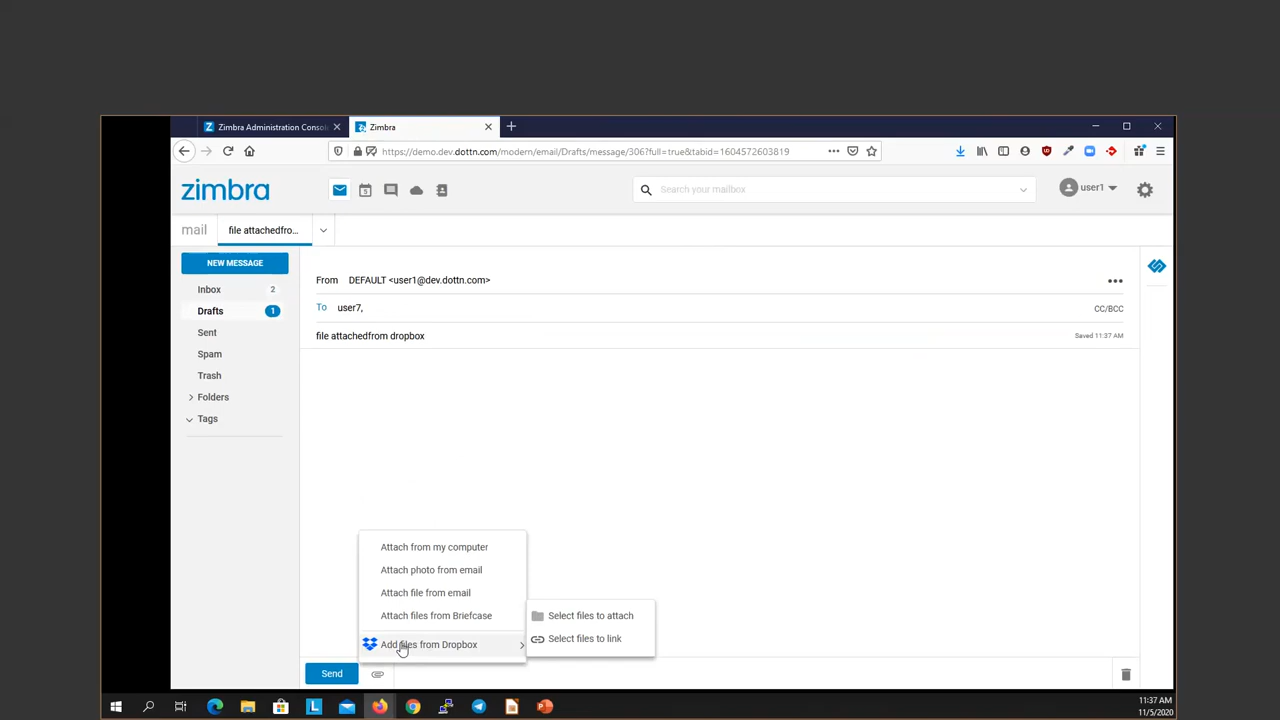 Zimbra Administration Consol
Zimbra
https://demo.dev.dottn.com/modern/email/Drafts/message/306?full=true&tabid=1604572603819
zimbra
5
Search your mailbox
user1
mail
file attachedfro...
NEW MESSAGE
Inbox 2
Drafts 1
Sent
Spam
Trash
Folders
Tags
From DEFAULT <user1@dev.dottn.com>
To user7,
CC/BCC
file attachedfrom dropbox
Saved 11:37 AM
Attach from my computer
Attach photo from email
Attach file from email
Attach files from Briefcase
Add files from Dropbox
Select files to attach
Select files to link
Send
11:37 AM
11/5/2020